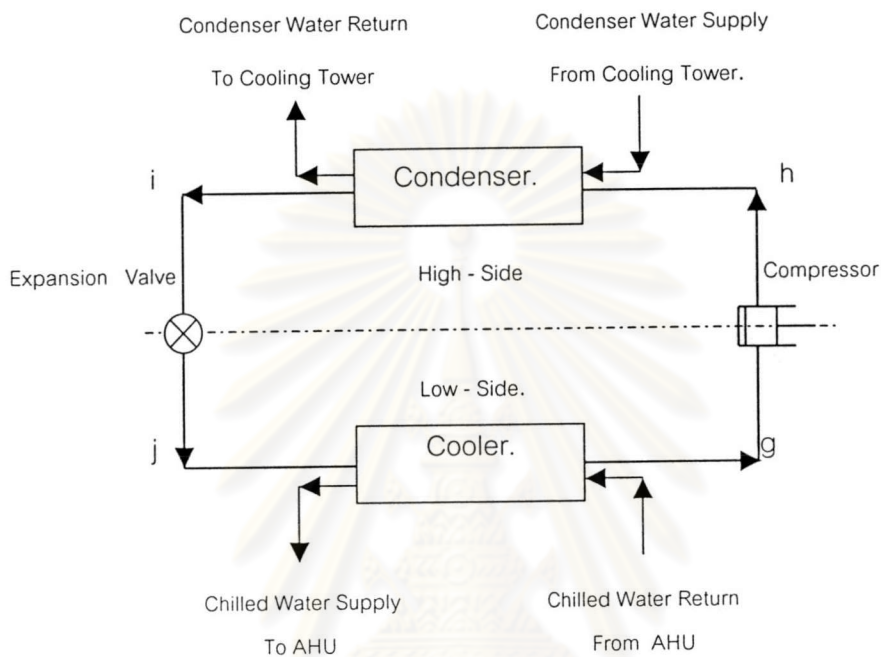 Condenser Water Return
To Cooling Tower
Condenser Water Supply
From Cooling Tower.
i
Condenser.
h
Expansion Valve
High - Side
Compressor
Low - Side.
j
Cooler.
g
Chilled Water Supply
To AHU
Chilled Water Return
From AHU